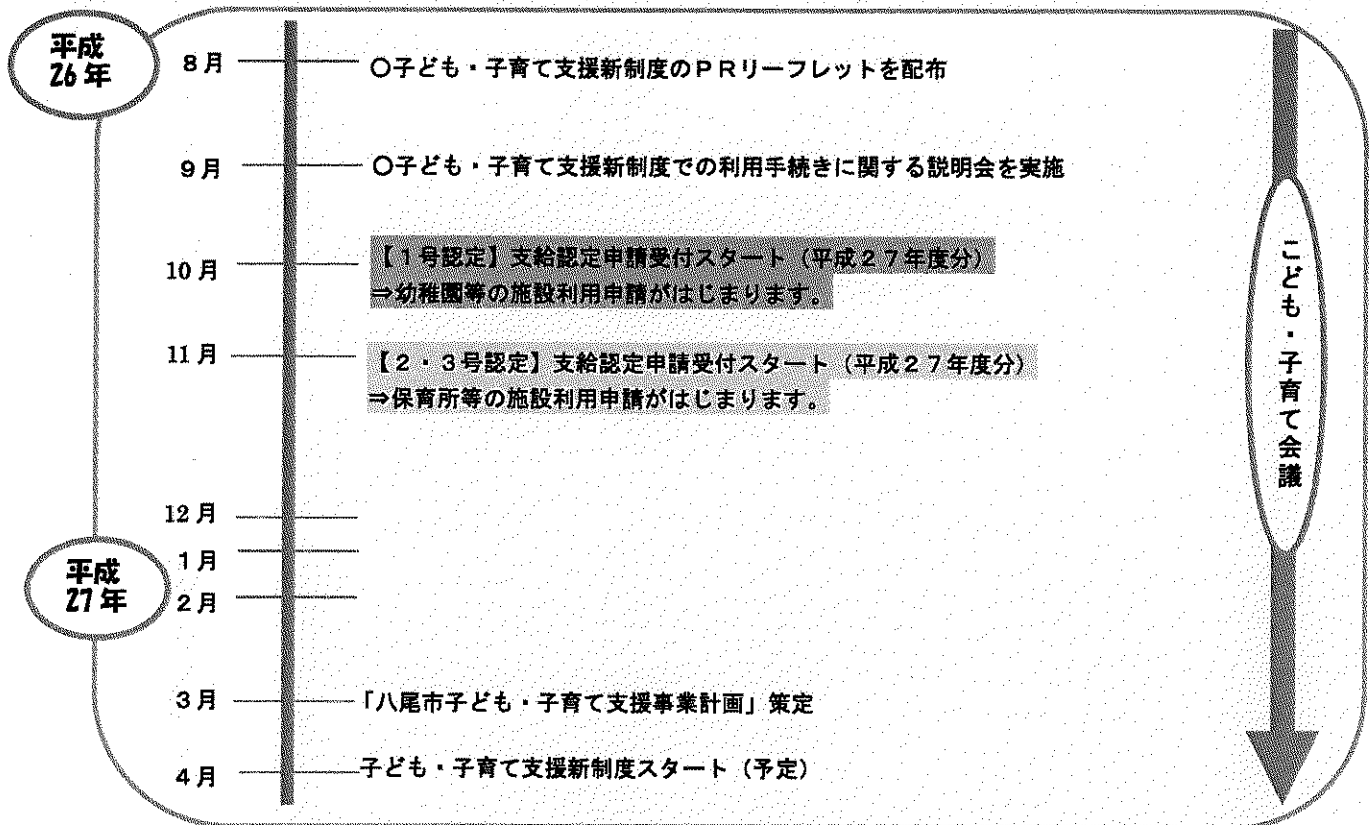 平成
26年
8月
〇子ども・子育て支援新制度のPRリーフレットを配布
9月
〇子ども・子育て支援新制度での利用手続きに関する説明会を実施
10月
【1号認定】支給認定申請受付スタート（平成27年度分）
⇒幼稚園等の施設利用申請がはじまります。
11月
【2・3号認定】支給認定申請受付スタート（平成27年度分）
⇒保育所等の施設利用申請がはじまります。
12月
平成
27年
1月
2月
3月
「八尾市子ども・子育て支援事業計画」策定
4月
子ども・子育て支援新制度スタート（予定）
こども・子育て会議